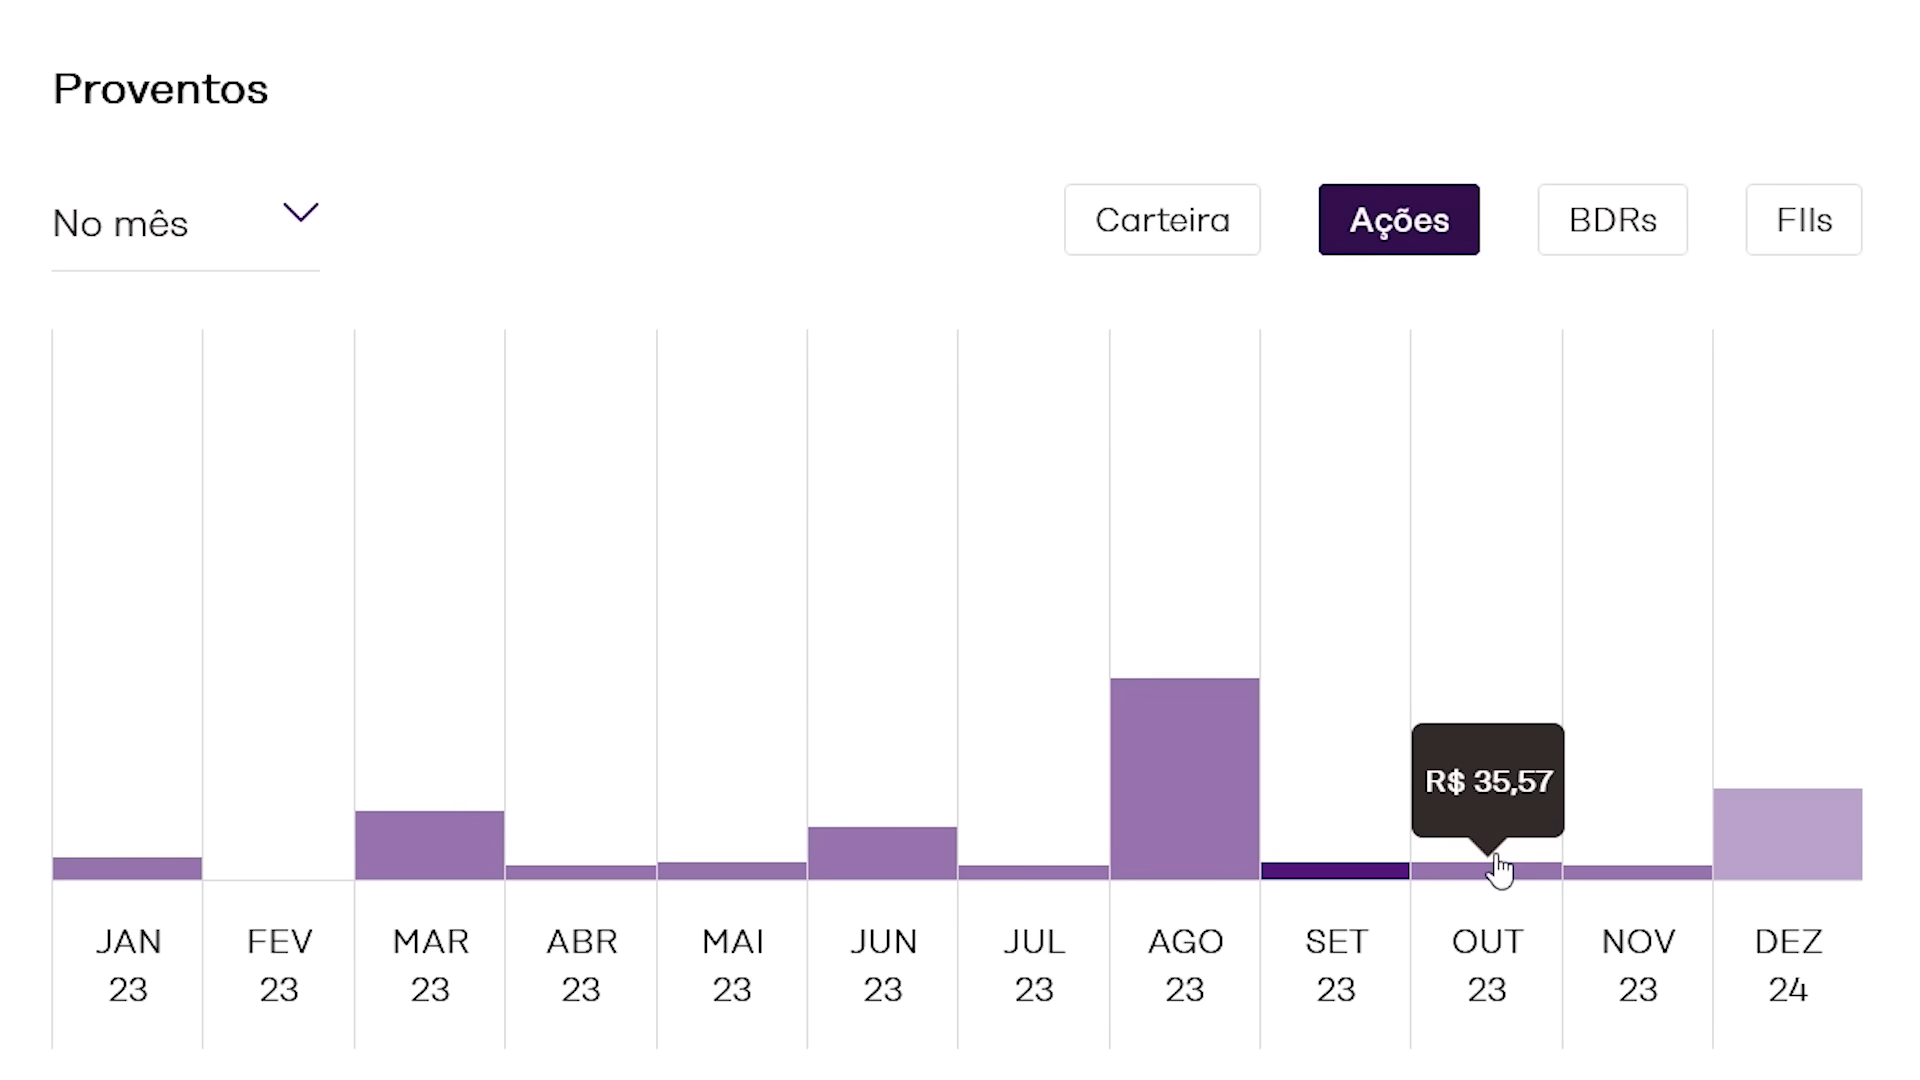 Proventos
No mês
Carteira
Ações
BDRs
FIIs
R$ 35,57
JAN
23
FEV
23
MAR
23
ABR
23
MAI
23
JUN
23
JUL
23
AGO
23
SET
23
OUT
23
NOV
23
DEZ
24